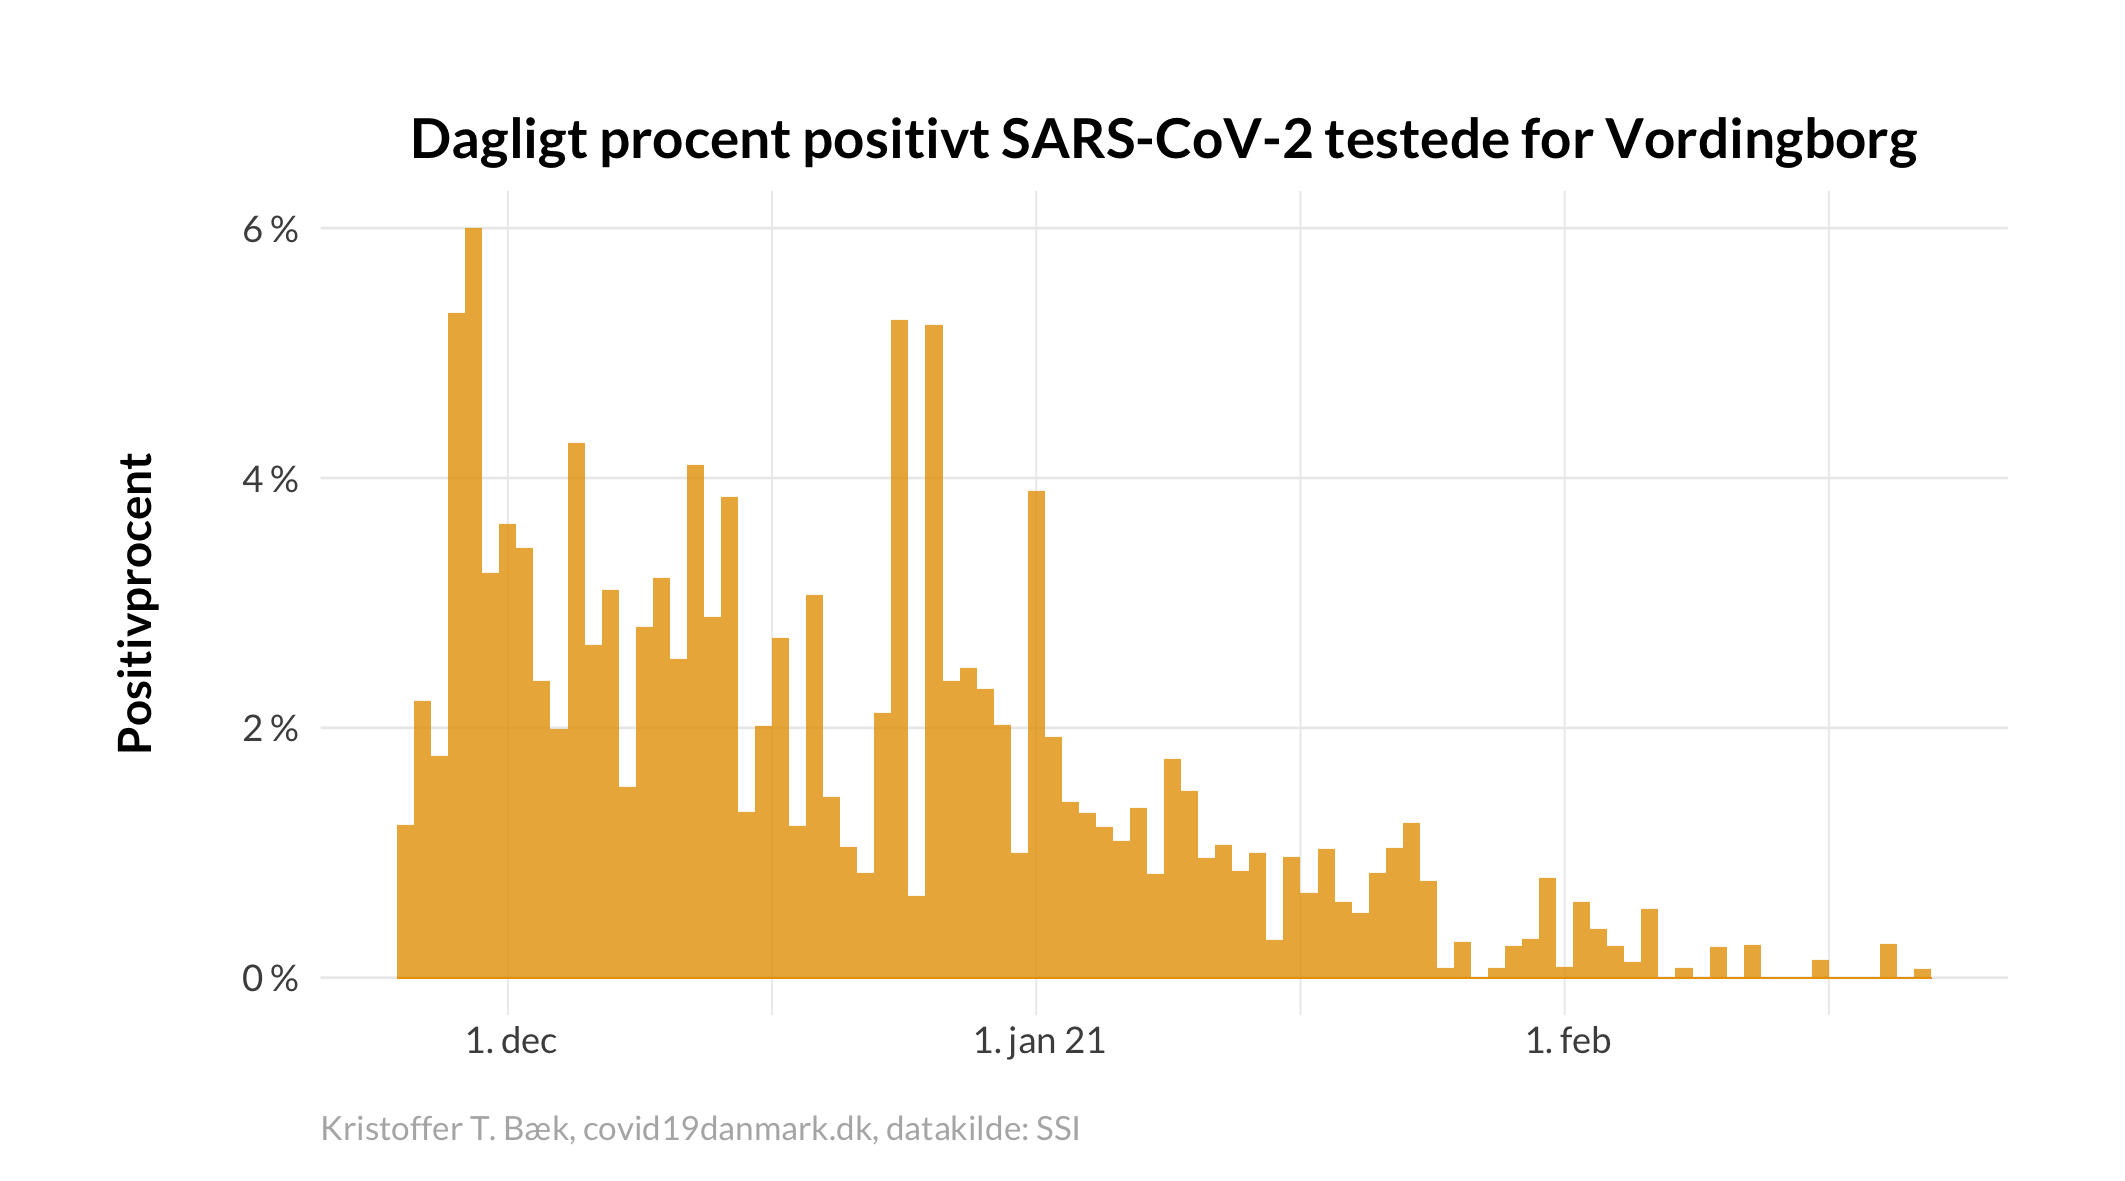 Dagligt procent positivt SARS-CoV-2 testede for Vordingborg
Positivprocent
6 %
4 %
2 %
0 %
1. dec
1. jan 21
1. feb
Kristoffer T. Bæk, covid19danmark.dk, datakilde: SSI